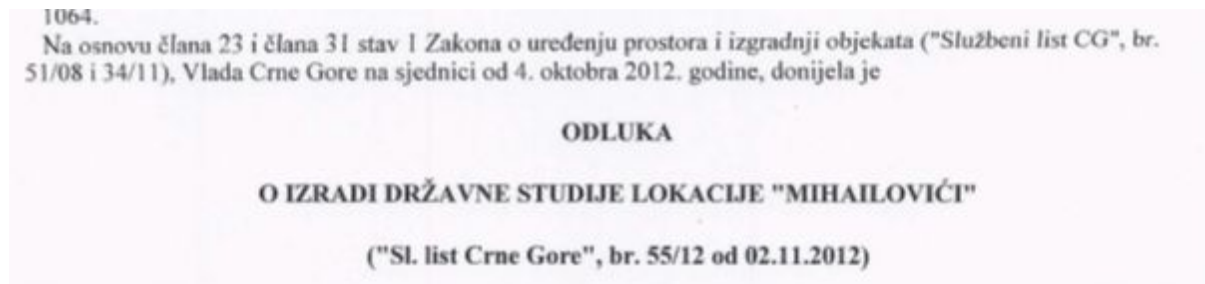 1064.
Na osnovu člana 23 i člana 31 stav 1 Zakona o uređenju prostora i izgradnji objekata ("Službeni list CG", br.
51/08 i 34/11), Vlada Crne Gore na sjednici od 4. oktobra 2012. godine, donijela je
ODLUKA
O IZRADI DRŽAVNE STUDIJE LOKACIJE "MIHAILOVIĆI"
("Sl. list Crne Gore", br. 55/12 od 02.11.2012)